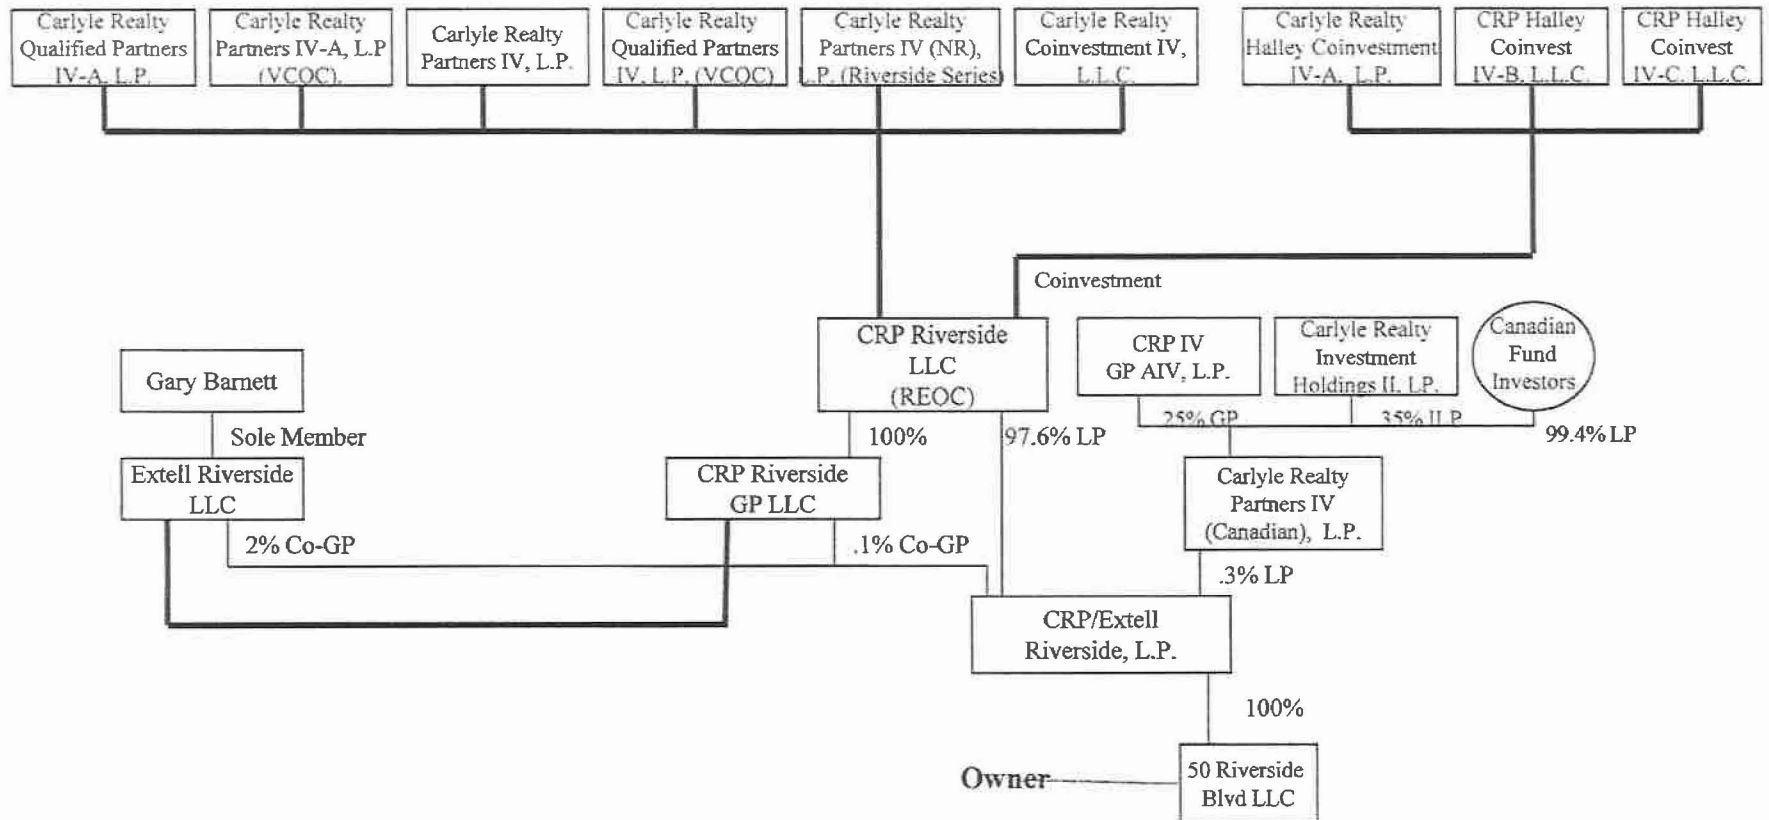 Carlyle Realty
Qualified Partners
IV-A, L.P.
Carlyle Realty
Partners IV-A, L.P
(VCOC).
Carlyle Realty
Partners IV, L.P.
Carlyle Realty
Qualified Partners
IV, L.P. (VCOC)
Carlyle Realty
Partners IV (NR),
L.P. (Riverside Series)
Carlyle Realty
Coinvestment IV,
L.L.C.
Carlyle Realty
Halley Coinvestment
IV-A, L.P.
CRP Halley
Coinvest
IV-B, L.L.C.
CRP Halley
Coinvest
IV-C, L.L.C.
Coinvestment
CRP Riverside
LLC
(REOC)
CRP IV
GP AIV, L.P.
Carlyle Realty
Investment
Holdings II, LP.
Canadian
Fund
Investors
Gary Barnett
Sole Member
100%
97.6% LP
.25% GP
.35% ILP
99.4% LP
Extell Riverside
LLC
CRP Riverside
GP LLC
Carlyle Realty
Partners IV
(Canadian), L.P.
2% Co-GP
.1% Co-GP
.3% LP
CRP/Extell
Riverside, L.P.
100%
Owner
50 Riverside
Blvd LLC